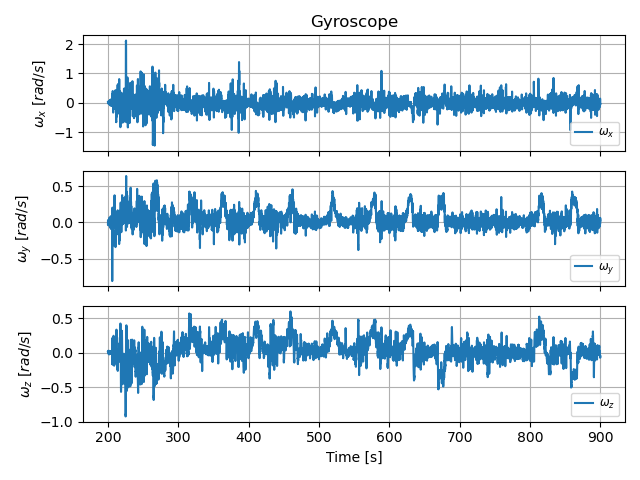 Gyroscope
2
1
0
−1
ωx [rad/s]
ωx
0.5
0.0
−0.5
ωy [rad/s]
ωy
0.5
0.0
−0.5
−1.0
ωz [rad/s]
ωz
200 300 400 500 600 700 800 900
Time [s]